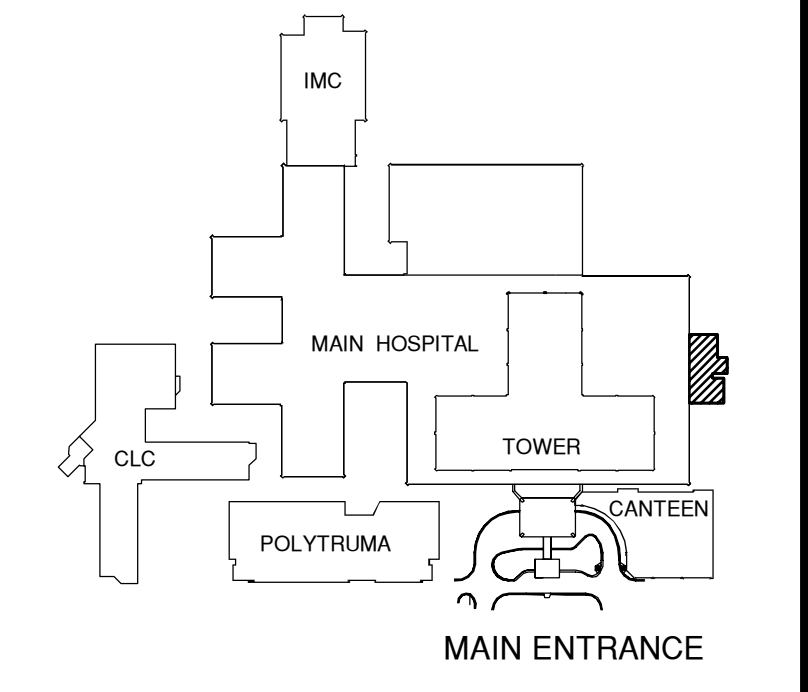 IMC
MAIN HOSPITAL
TOWER
CLC
CANTEEN
POLYTRUMA
MAIN ENTRANCE